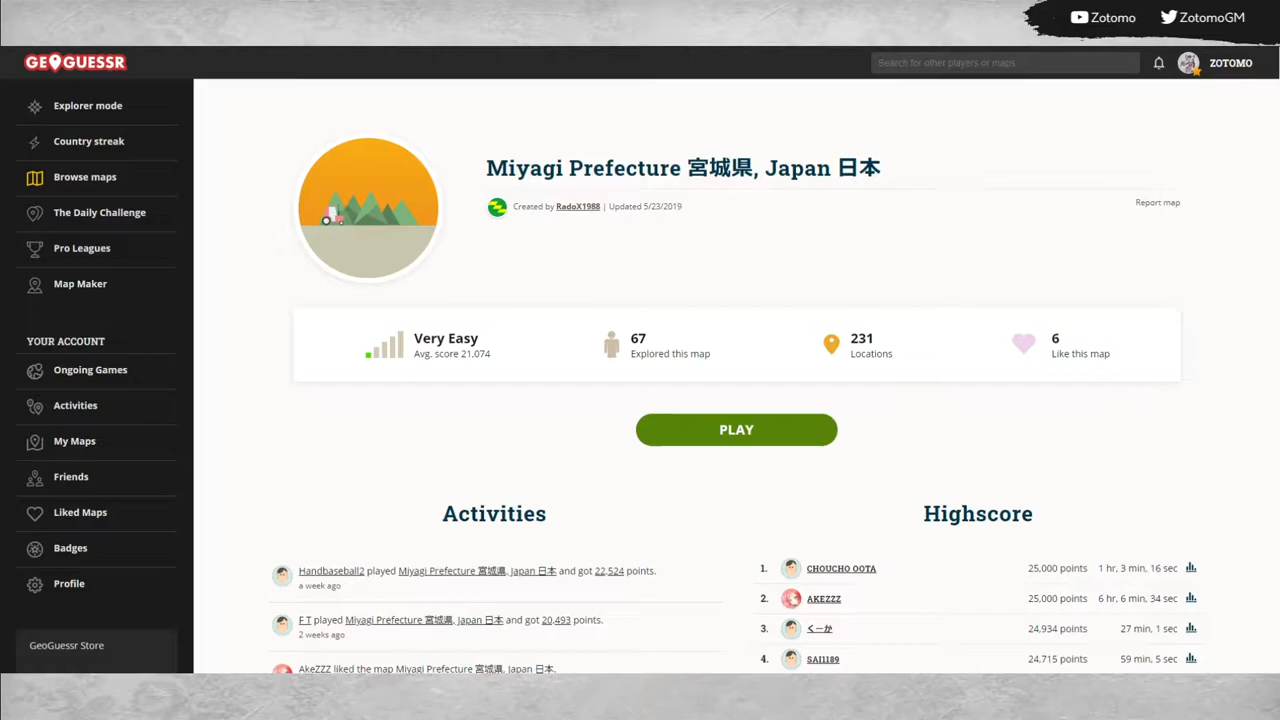 Zotomo
ZotomoGM
GEOGUESSR
Search for other players or maps
ZOTOMO
Explorer mode
Country streak
Browse maps
The Daily Challenge
Pro Leagues
Map Maker
YOUR ACCOUNT
Ongoing Games
Activities
My Maps
Friends
Liked Maps
Badges
Profile
GeoGuessr Store
Miyagi Prefecture 宮城県, Japan 日本
Created by RadoX1988 | Updated 5/23/2019
Report map
Very Easy
Avg. score 21,074
67
Explored this map
231
Locations
6
Like this map
PLAY
Activities
Handbaseball2 played Miyagi Prefecture 宮城県, Japan 日本 and got 22,524 points.
a week ago
F T played Miyagi Prefecture 宮城県, Japan 日本 and got 20,493 points.
2 weeks ago
AkeZZZ liked the map Miyagi Prefecture 宮城県, Japan 日本.
Highscore
1. CHOUCHO OOTA 25,000 points 1 hr, 3 min, 16 sec
2. AKEZZZ 25,000 points 6 hr, 6 min, 34 sec
3. くーか 24,934 points 27 min, 1 sec
4. SAI1189 24,715 points 59 min, 5 sec